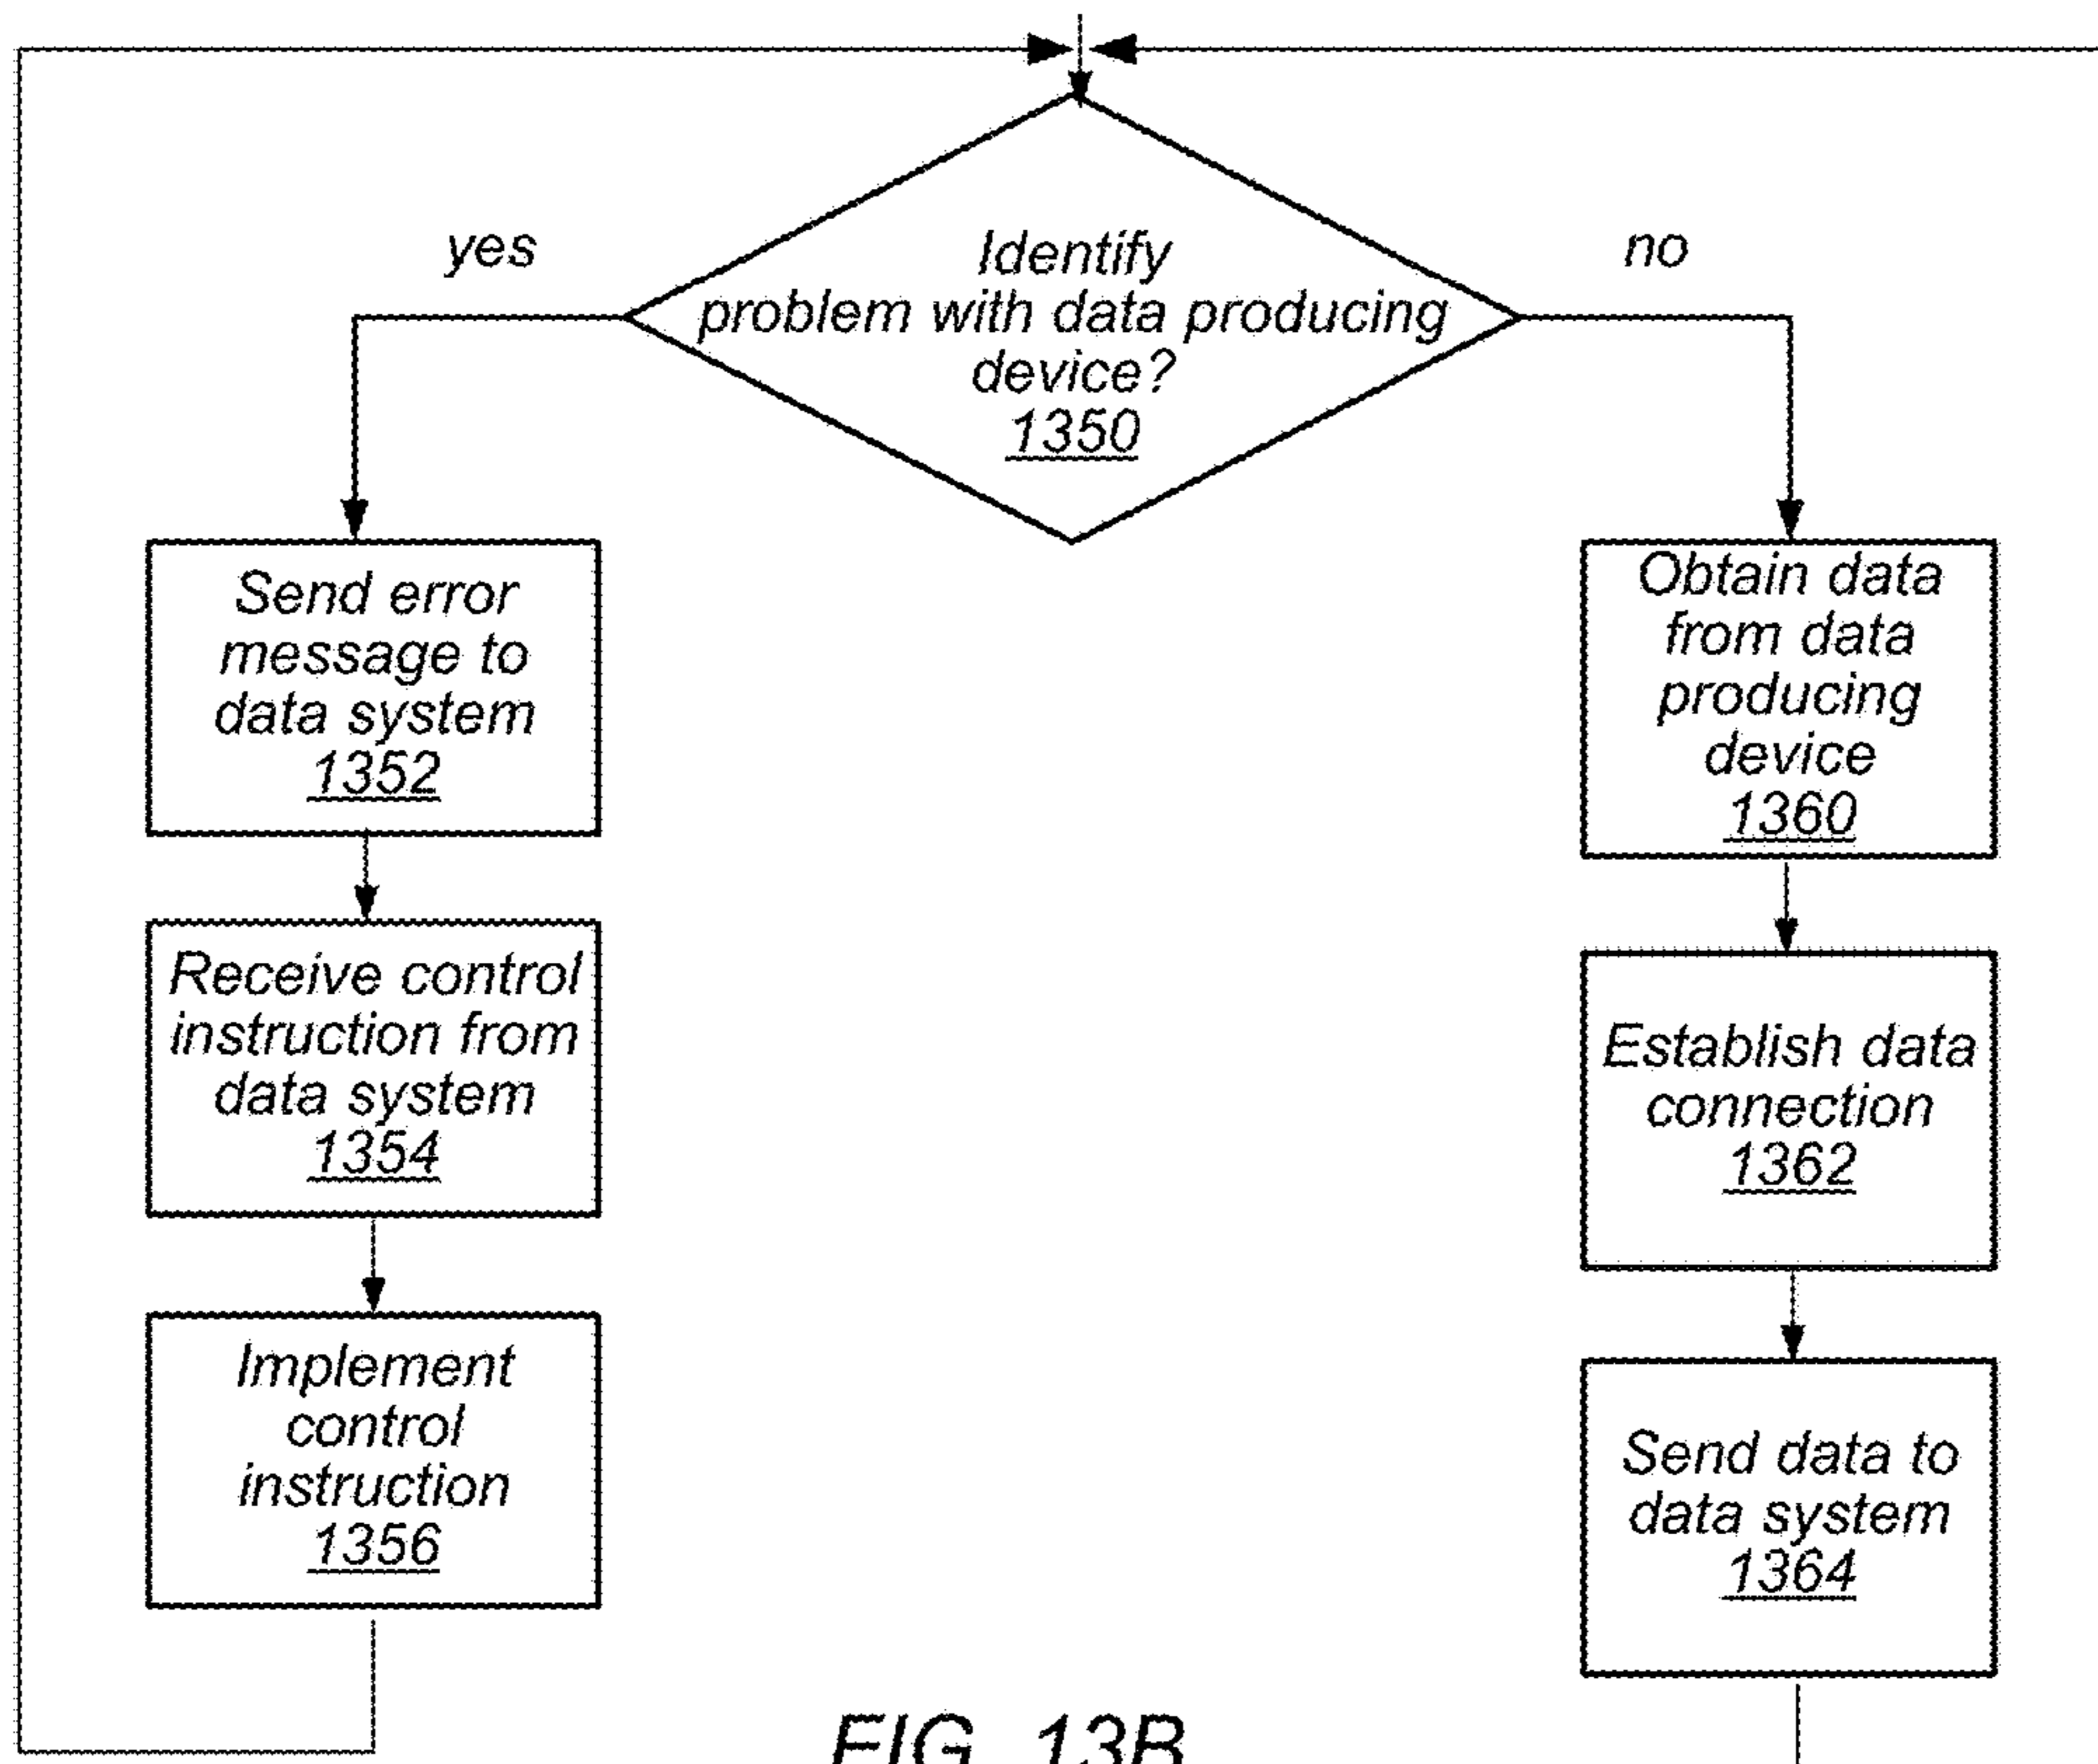 yes
Identify
problem with data producing
device?
1350
no
Send error
message to
data system
1352
Receive control
instruction from
data system
1354
Implement
control
instruction
1356
Obtain data
from data
producing
device
1360
Establish data
connection
1362
Send data to
data system
1364
FIG. 13B